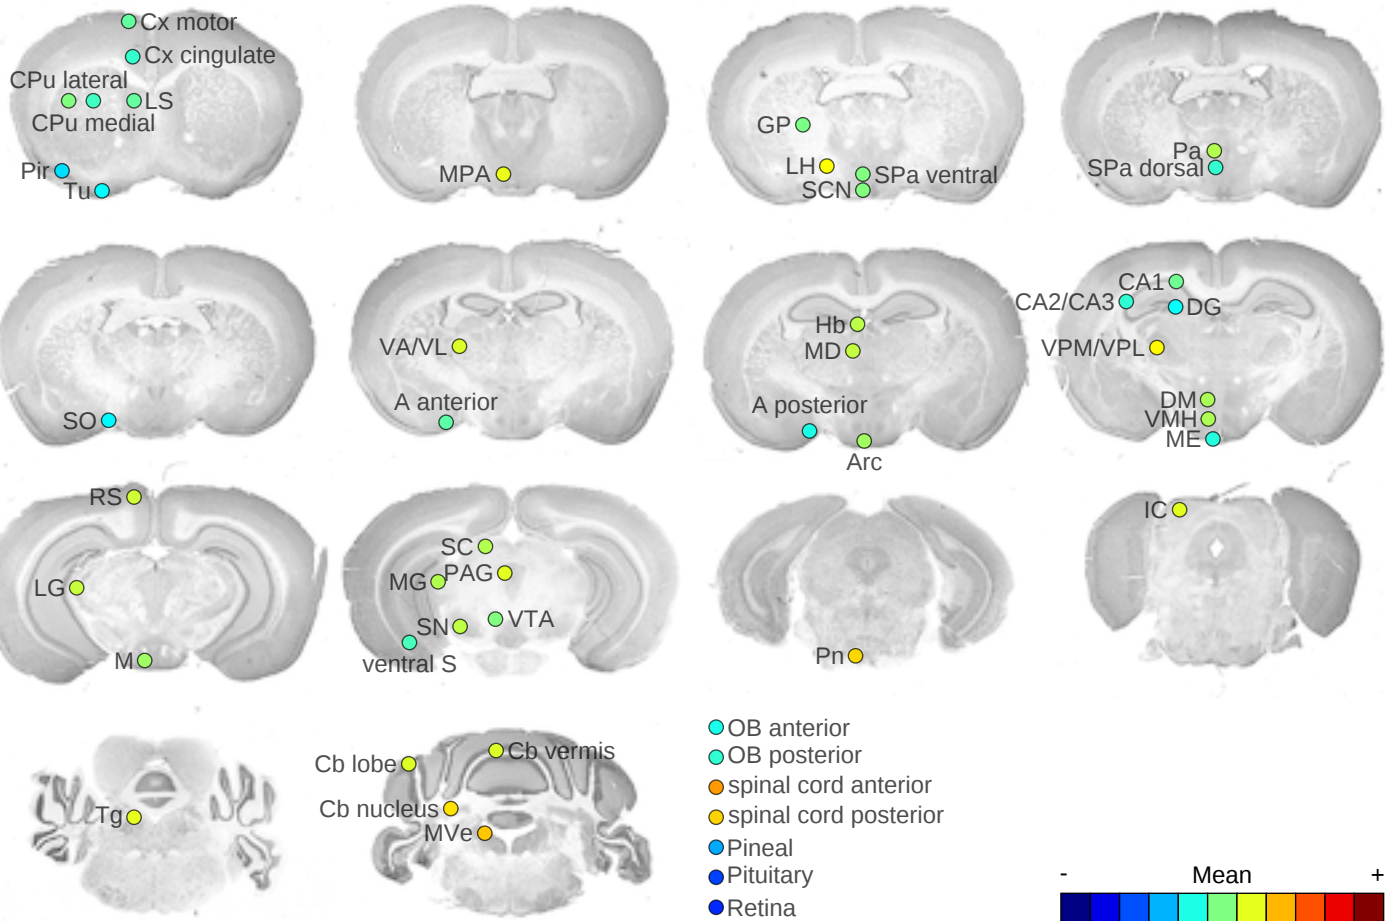 Cx motor
Cx cingulate
CPu lateral
LS
CPu medial
Pir
Tu
MPA
GP
LH
SPa ventral
SCN
Pa
SPa dorsal
SO
VA/VL
A anterior
Hb
MD
A posterior
Arc
CA1
CA2/CA3
DG
VPM/VPL
DM
VMH
ME
RS
LG
M
SC
MG
PAG
SN
VTA
ventral S
Pn
IC
Tg
Cb lobe
Cb vermis
Cb nucleus
MVe
OB anterior
OB posterior
spinal cord anterior
spinal cord posterior
Pineal
Pituitary
Retina
- Mean +